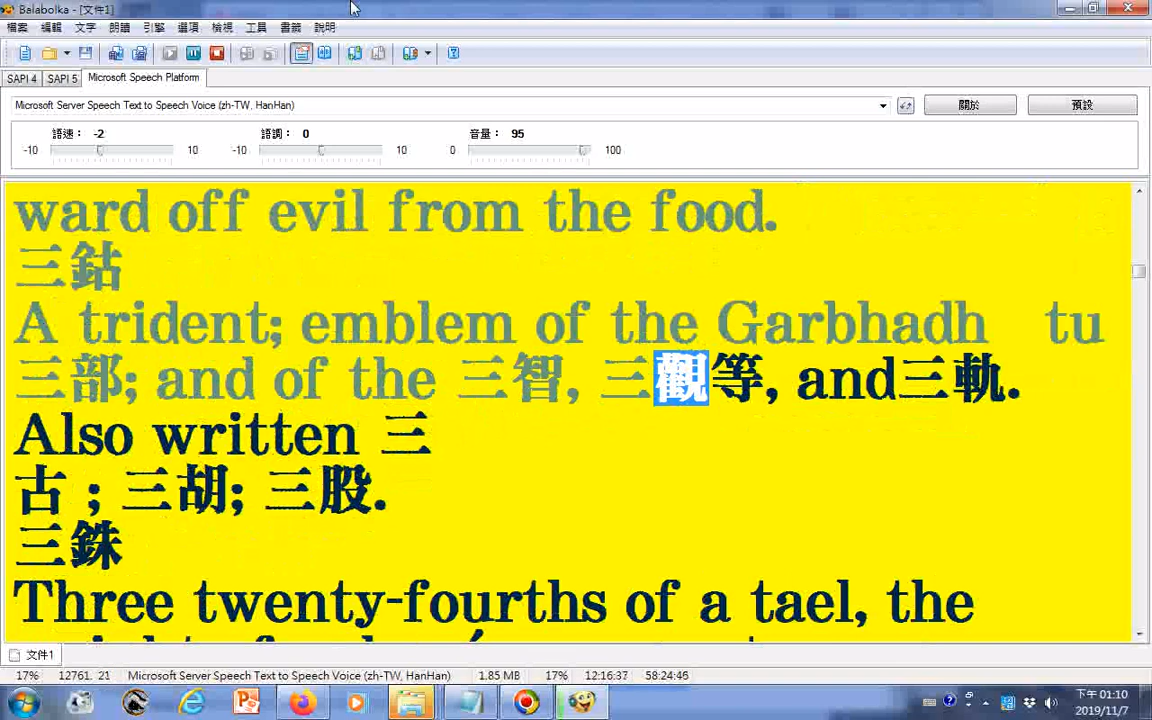 Balabolka - [文件1]
檔案 編輯 文字 朗讀 引擎 選項 檢視 工具 書籤 說明
SAPI 4 SAPI 5 Microsoft Speech Platform
Microsoft Server Speech Text to Speech Voice (zh-TW, HanHan) 關於 預設
語速： -2 語調： 0 音量： 95
-10 10 -10 10 0 100
ward off evil from the food.
三鈷
A trident; emblem of the Garbhadh tu
三部; and of the 三智, 三觀等, and三軌.
Also written 三
古 ; 三胡; 三股.
三銖
Three twenty-fourths of a tael, the
文件1
17% 12761. 21 Microsoft Server Speech Text to Speech Voice (zh-TW, HanHan) 1.85 MB 17% 12:16:37 58:24:46
下午 01:10
2019/11/7